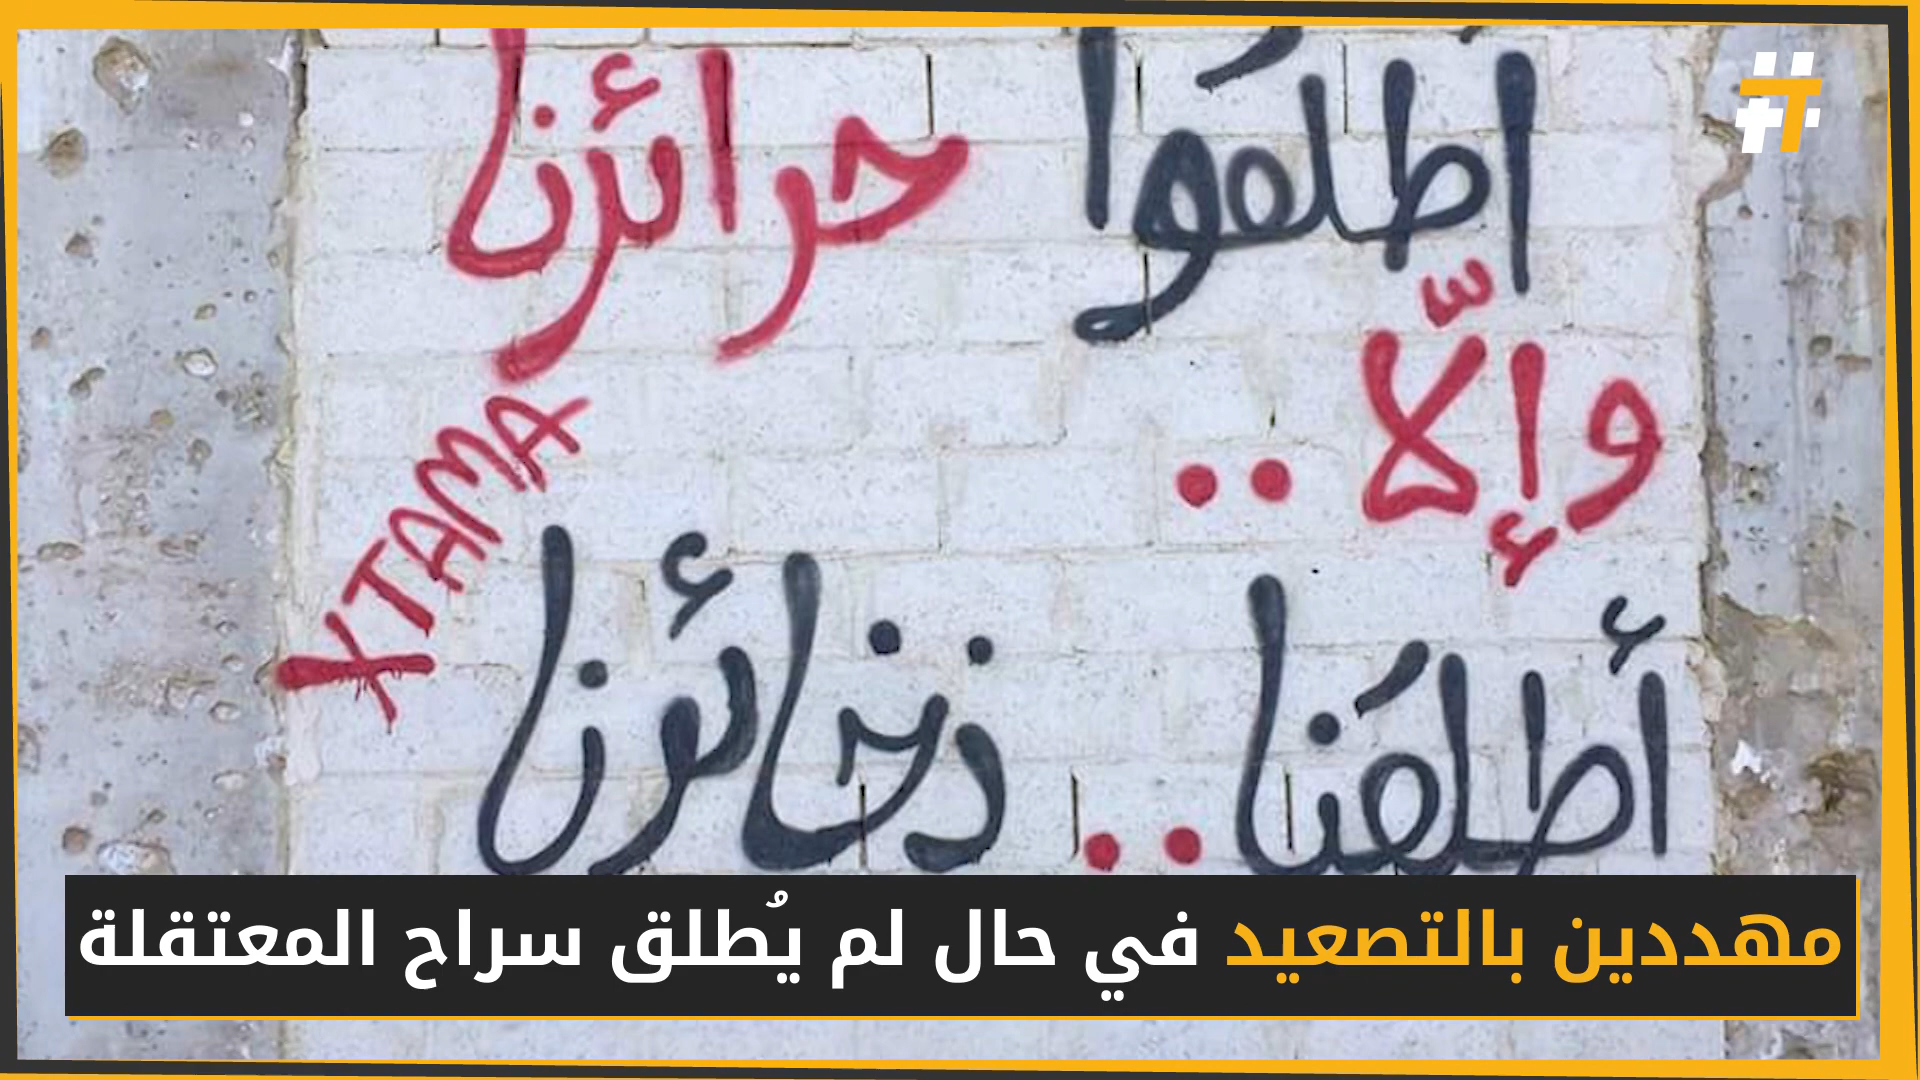 أطلقوا حرائرنا
وإلّا ..
XTAMA
أطلقنا .. ذخائرنا
مهددين بالتصعيد في حال لم يُطلق سراح المعتقلة